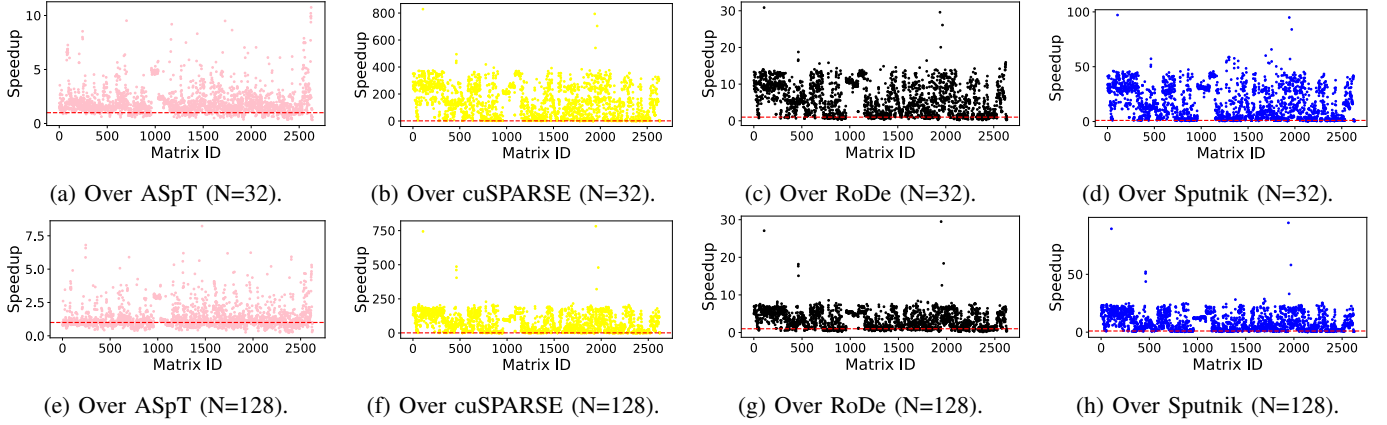 10
5
0
Speedup
0 500 1000 1500 2000 2500
Matrix ID
(a) Over ASpT (N=32).
800
600
400
200
0
Speedup
0 500 1000 1500 2000 2500
Matrix ID
(b) Over cuSPARSE (N=32).
30
20
10
0
Speedup
0 500 1000 1500 2000 2500
Matrix ID
(c) Over RoDe (N=32).
100
50
0
Speedup
0 500 1000 1500 2000 2500
Matrix ID
(d) Over Sputnik (N=32).
7.5
5.0
2.5
0.0
Speedup
0 500 1000 1500 2000 2500
Matrix ID
(e) Over ASpT (N=128).
750
500
250
0
Speedup
0 500 1000 1500 2000 2500
Matrix ID
(f) Over cuSPARSE (N=128).
30
20
10
0
Speedup
0 500 1000 1500 2000 2500
Matrix ID
(g) Over RoDe (N=128).
50
0
Speedup
0 500 1000 1500 2000 2500
Matrix ID
(h) Over Sputnik (N=128).